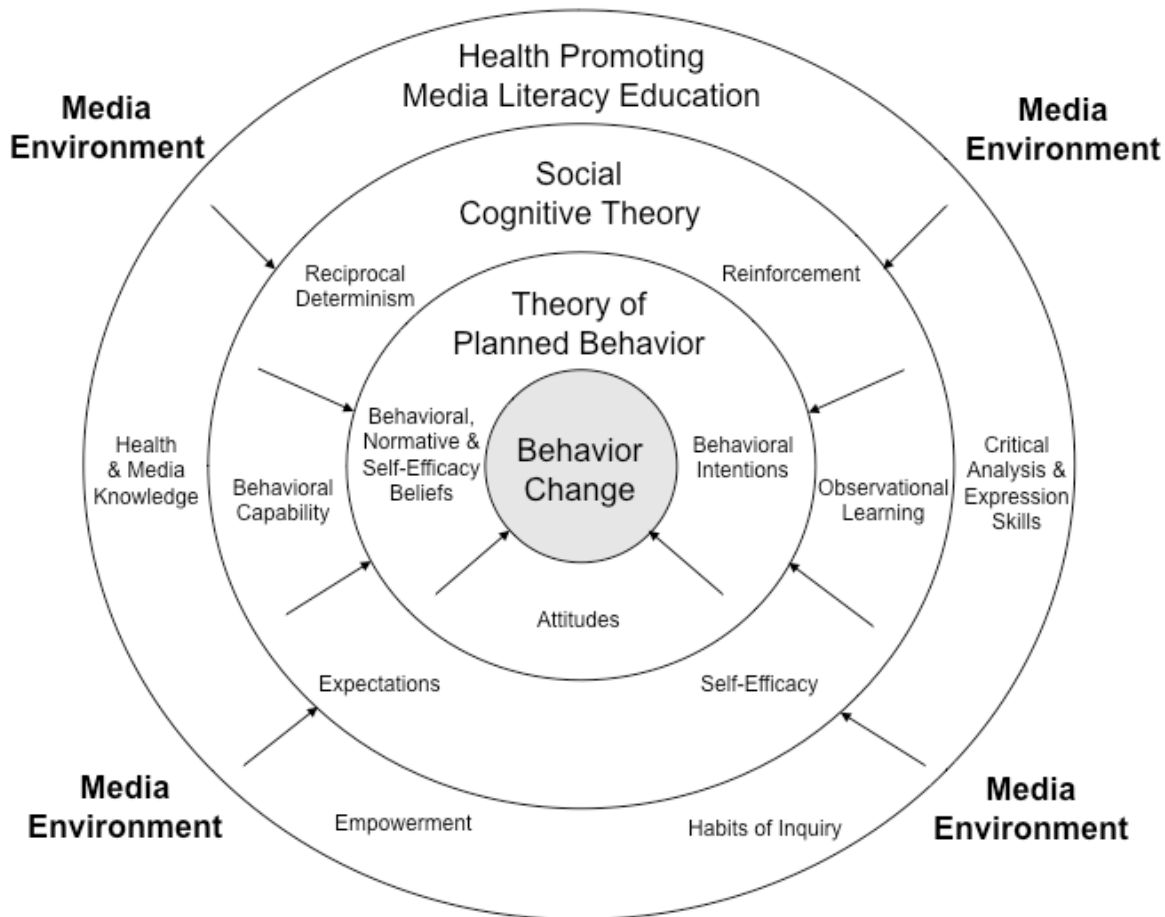 Health Promoting
Media Literacy Education
Media
Environment
Media
Environment
Social
Cognitive Theory
Reciprocal
Determinism
Reinforcement
Theory of
Planned Behavior
Behavioral,
Normative &
Self-Efficacy
Beliefs
Behavior
Change
Behavioral
Intentions
Health
& Media
Knowledge
Behavioral
Capability
Observational
Learning
Critical
Analysis &
Expression
Skills
Attitudes
Expectations
Self-Efficacy
Media
Environment
Media
Environment
Empowerment
Habits of Inquiry